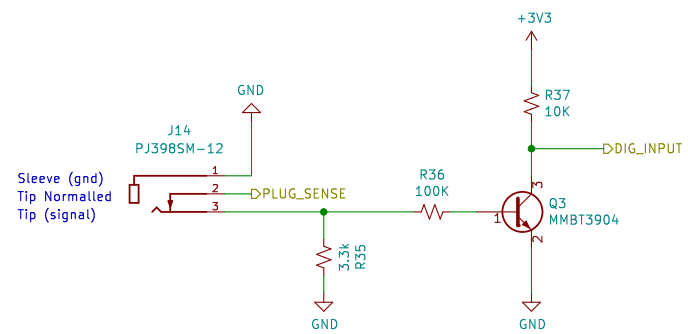 +3V3
R37
10K
GND
J14
PJ398SM-12
DIG_INPUT
Sleeve (gnd)
Tip Normalled
Tip (signal)
1
2
3
PLUG_SENSE
R36
100K
3
1
2
Q3
MMBT3904
3.3k
R35
GND
GND